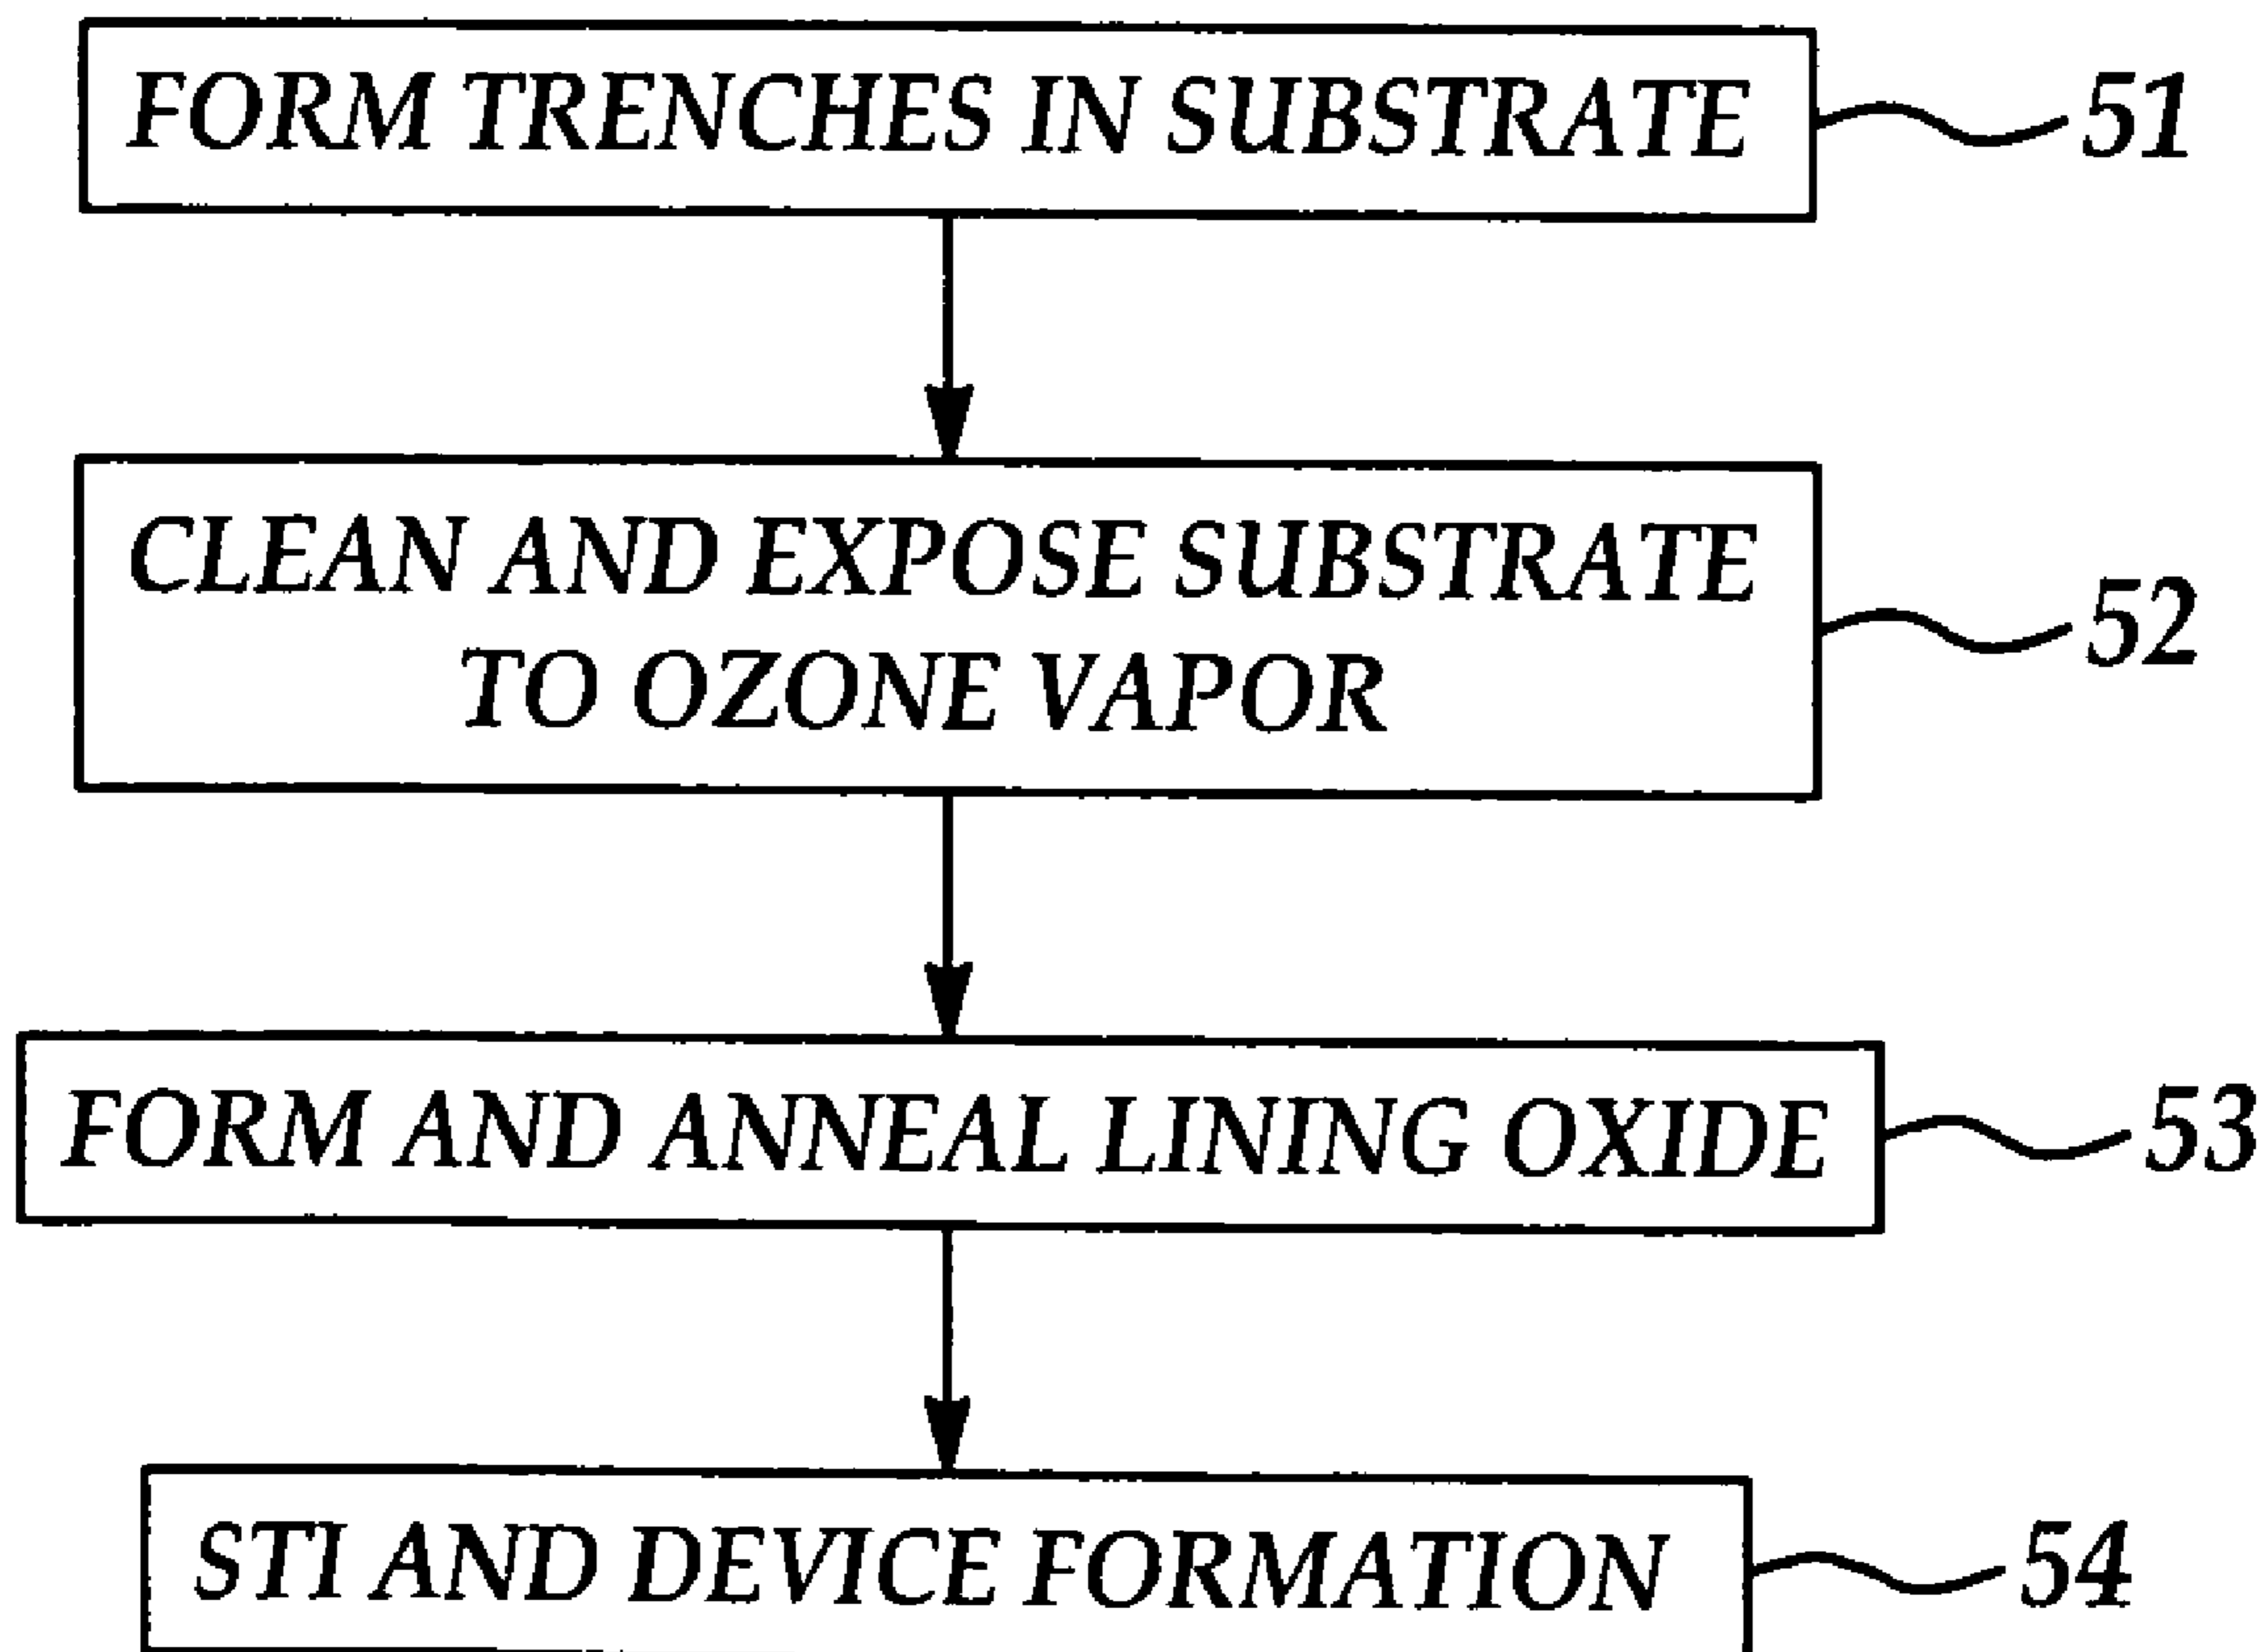 FORM TRENCHES IN SUBSTRATE
51
CLEAN AND EXPOSE SUBSTRATE
TO OZONE VAPOR
52
FORM AND ANNEAL LINING OXIDE
53
STI AND DEVICE FORMATION
54